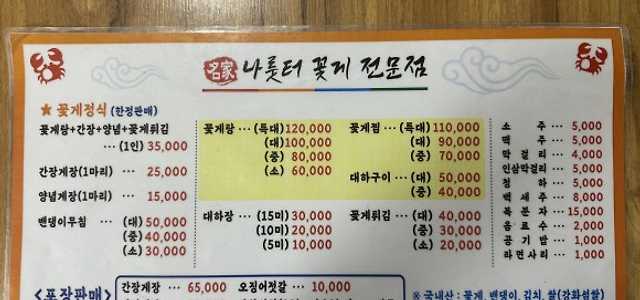 名家 나룻터 꽃게 전문점
★ 꽃게정식 (한정판매)
꽃게탕+간장+양념+꽃게튀김
··· (1인) 35,000
간장게장(1마리) ··· 25,000
양념게장(1마리) ··· 15,000
밴댕이무침 ··· (대) 50,000
(중) 40,000
(소) 30,000
꽃게탕 ··· (특대) 120,000
(대) 100,000
(중) 80,000
(소) 60,000
대하장 ··· (15미) 30,000
(10미) 20,000
(5미) 10,000
꽃게찜 ··· (특대) 110,000
(대) 90,000
(중) 70,000
대하구이 ··· (대) 50,000
(중) 40,000
꽃게튀김 ··· (대) 40,000
(중) 30,000
(소) 20,000
소 주 ··· 5,000
맥 주 ··· 5,000
막 걸 리 ··· 4,000
인삼막걸리 ··· 5,000
청 하 ··· 5,000
백 세 주 ··· 8,000
복 분 자 ··· 15,000
음 료 수 ··· 2,000
공 기 밥 ··· 1,000
라면사리 ··· 1,000
<포장판매>
간장게장 ··· 65,000 오징어젓갈 ··· 10,000
※ 국내산 : 꽃게, 밴댕이, 김치, 쌀(강화섬쌀)